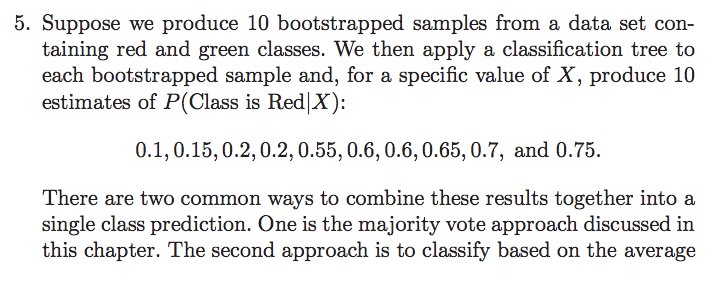 5. Suppose we produce 10 bootstrapped samples from a data set con-
taining red and green classes. We then apply a classification tree to
each bootstrapped sample and, for a specific value of X, produce 10
estimates of P(Class is Red|X):
0.1, 0.15, 0.2, 0.2, 0.55, 0.6, 0.6, 0.65, 0.7, and 0.75.
There are two common ways to combine these results together into a
single class prediction. One is the majority vote approach discussed in
this chapter. The second approach is to classify based on the average